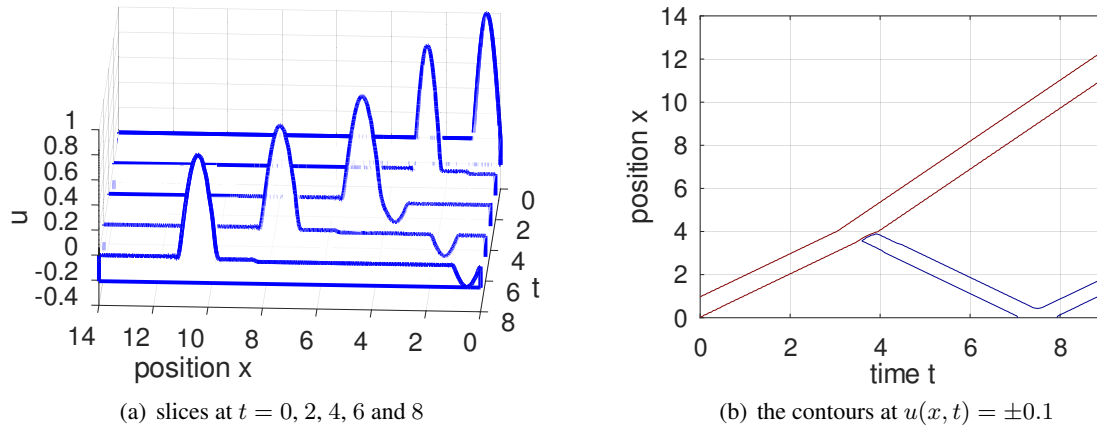 1
0.8
0.6
0.4
0.2
0
-0.2
-0.4
u
14 12 10 8 6 4 2 0
position x
0
2
4
6
8
t
(a) slices at t = 0, 2, 4, 6 and 8
14
12
10
8
6
4
2
0
position x
0 2 4 6 8
time t
(b) the contours at u(x, t) = ±0.1